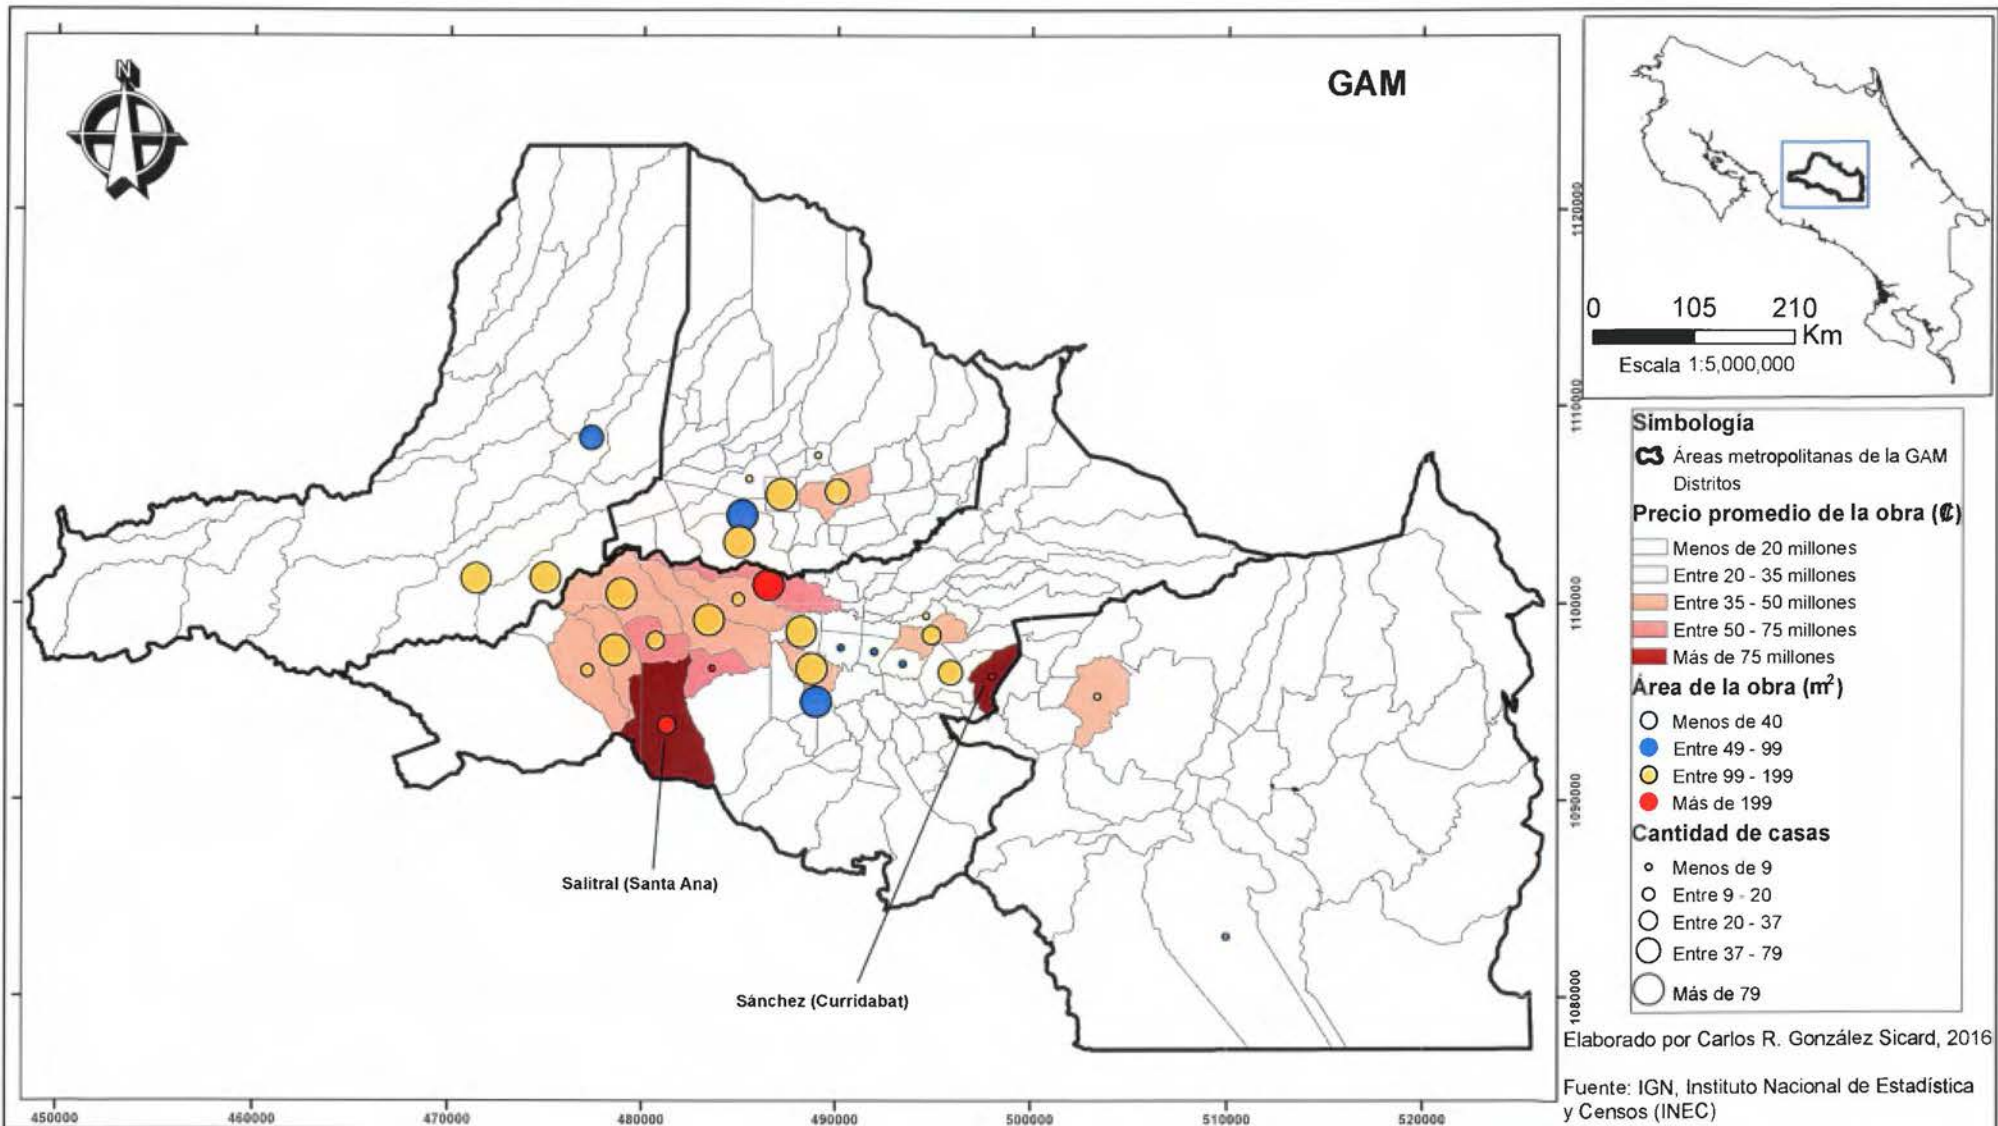 N
GAM
0 105 210
Km
Escala 1:5,000,000
1120000
1110000
1100000
1090000
1080000
Simbología
Áreas metropolitanas de la GAM
Distritos
Precio promedio de la obra (₡)
Menos de 20 millones
Entre 20 - 35 millones
Entre 35 - 50 millones
Entre 50 - 75 millones
Más de 75 millones
Área de la obra (m²)
Menos de 40
Entre 49 - 99
Entre 99 - 199
Más de 199
Cantidad de casas
Menos de 9
Entre 9 - 20
Entre 20 - 37
Entre 37 - 79
Más de 79
Salitral (Santa Ana)
Sánchez (Curridabat)
Elaborado por Carlos R. González Sicard, 2016
Fuente: IGN, Instituto Nacional de Estadística
y Censos (INEC)
450000 460000 470000 480000 490000 500000 510000 520000